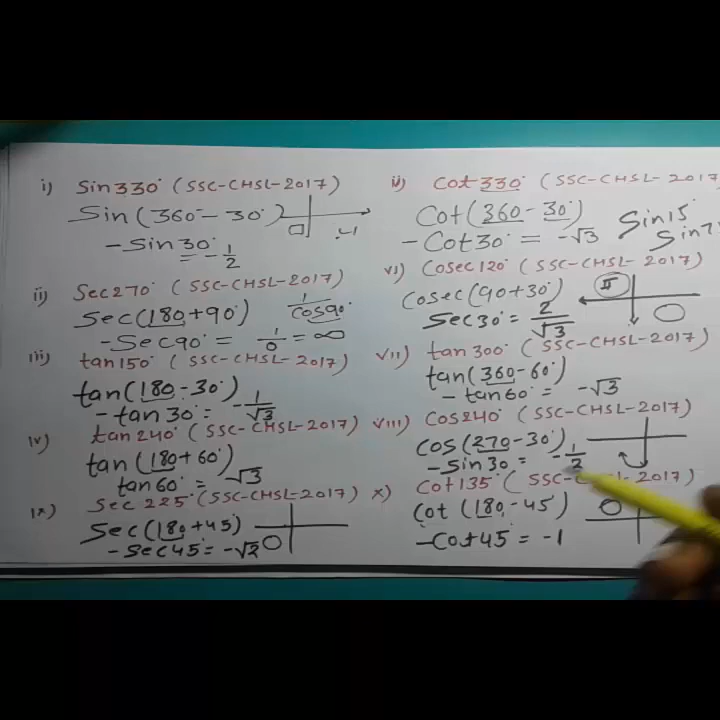 i) Sin330° (SSC-CHSL-2017)
Sin(360-30°)
-Sin30° = -1/2
ii) Sec270° (SSC-CHSL-2017)
Sec(180+90°) 1/Cos90°
-Sec90° = 1/0 = ∞
iii) tan150° (SSC-CHSL-2017)
tan(180-30°)
-tan30° = -1/√3
iv) tan240° (SSC-CHSL-2017)
tan(180+60°)
tan60° = √3
ix) Sec225° (SSC-CHSL-2017)
Sec(180+45)
-Sec45 = -√2
v) Cot330° (SSC-CHSL-2017
Cot(360-30°) Sin15°
-Cot30° = -√3
vi) Cosec120° (SSC-CHSL-2017)
Cosec(90+30°) II
Sec30° = 2/√3
vii) tan300° (SSC-CHSL-2017)
tan(360-60°)
-tan60° = -√3
viii) Cos240° (SSC-CHSL-2017)
Cos(270-30°)
-Sin30 = -1/2
x) Cot135° (SSC-CHSL-2017)
Cot(180-45°)
-Cot45 = -1